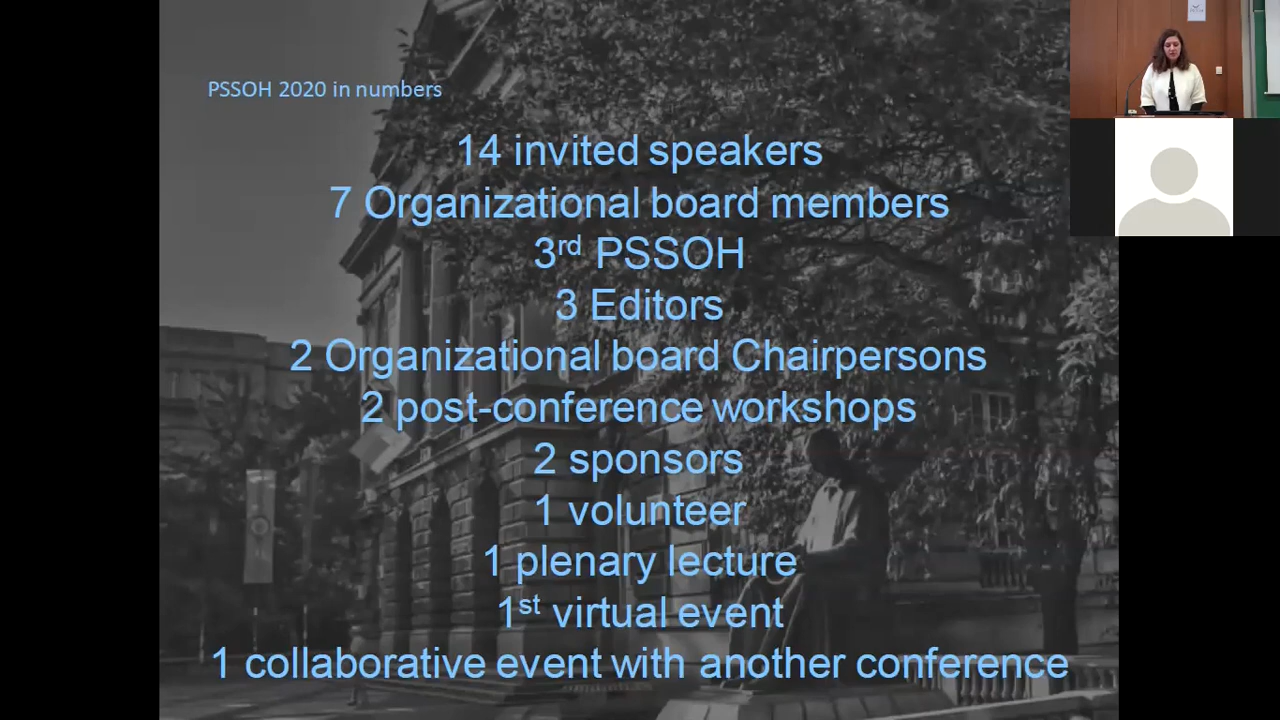 PSSOH 2020 in numbers
14 invited speakers
7 Organizational board members
3rd PSSOH
3 Editors
2 Organizational board Chairpersons
2 post-conference workshops
2 sponsors
1 volunteer
1 plenary lecture
1st virtual event
1 collaborative event with another conference